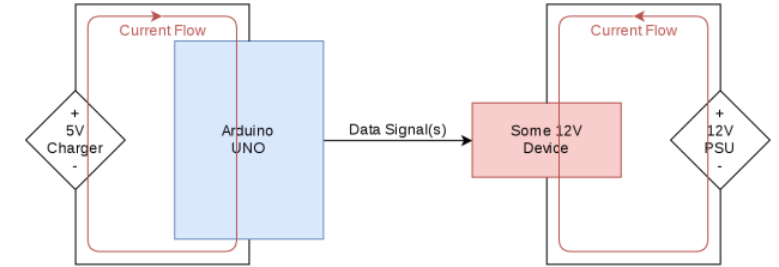 Current Flow
Current Flow
+
5V
Charger
-
Arduino
UNO
Data Signal(s)
Some 12V
Device
+
12V
PSU
-